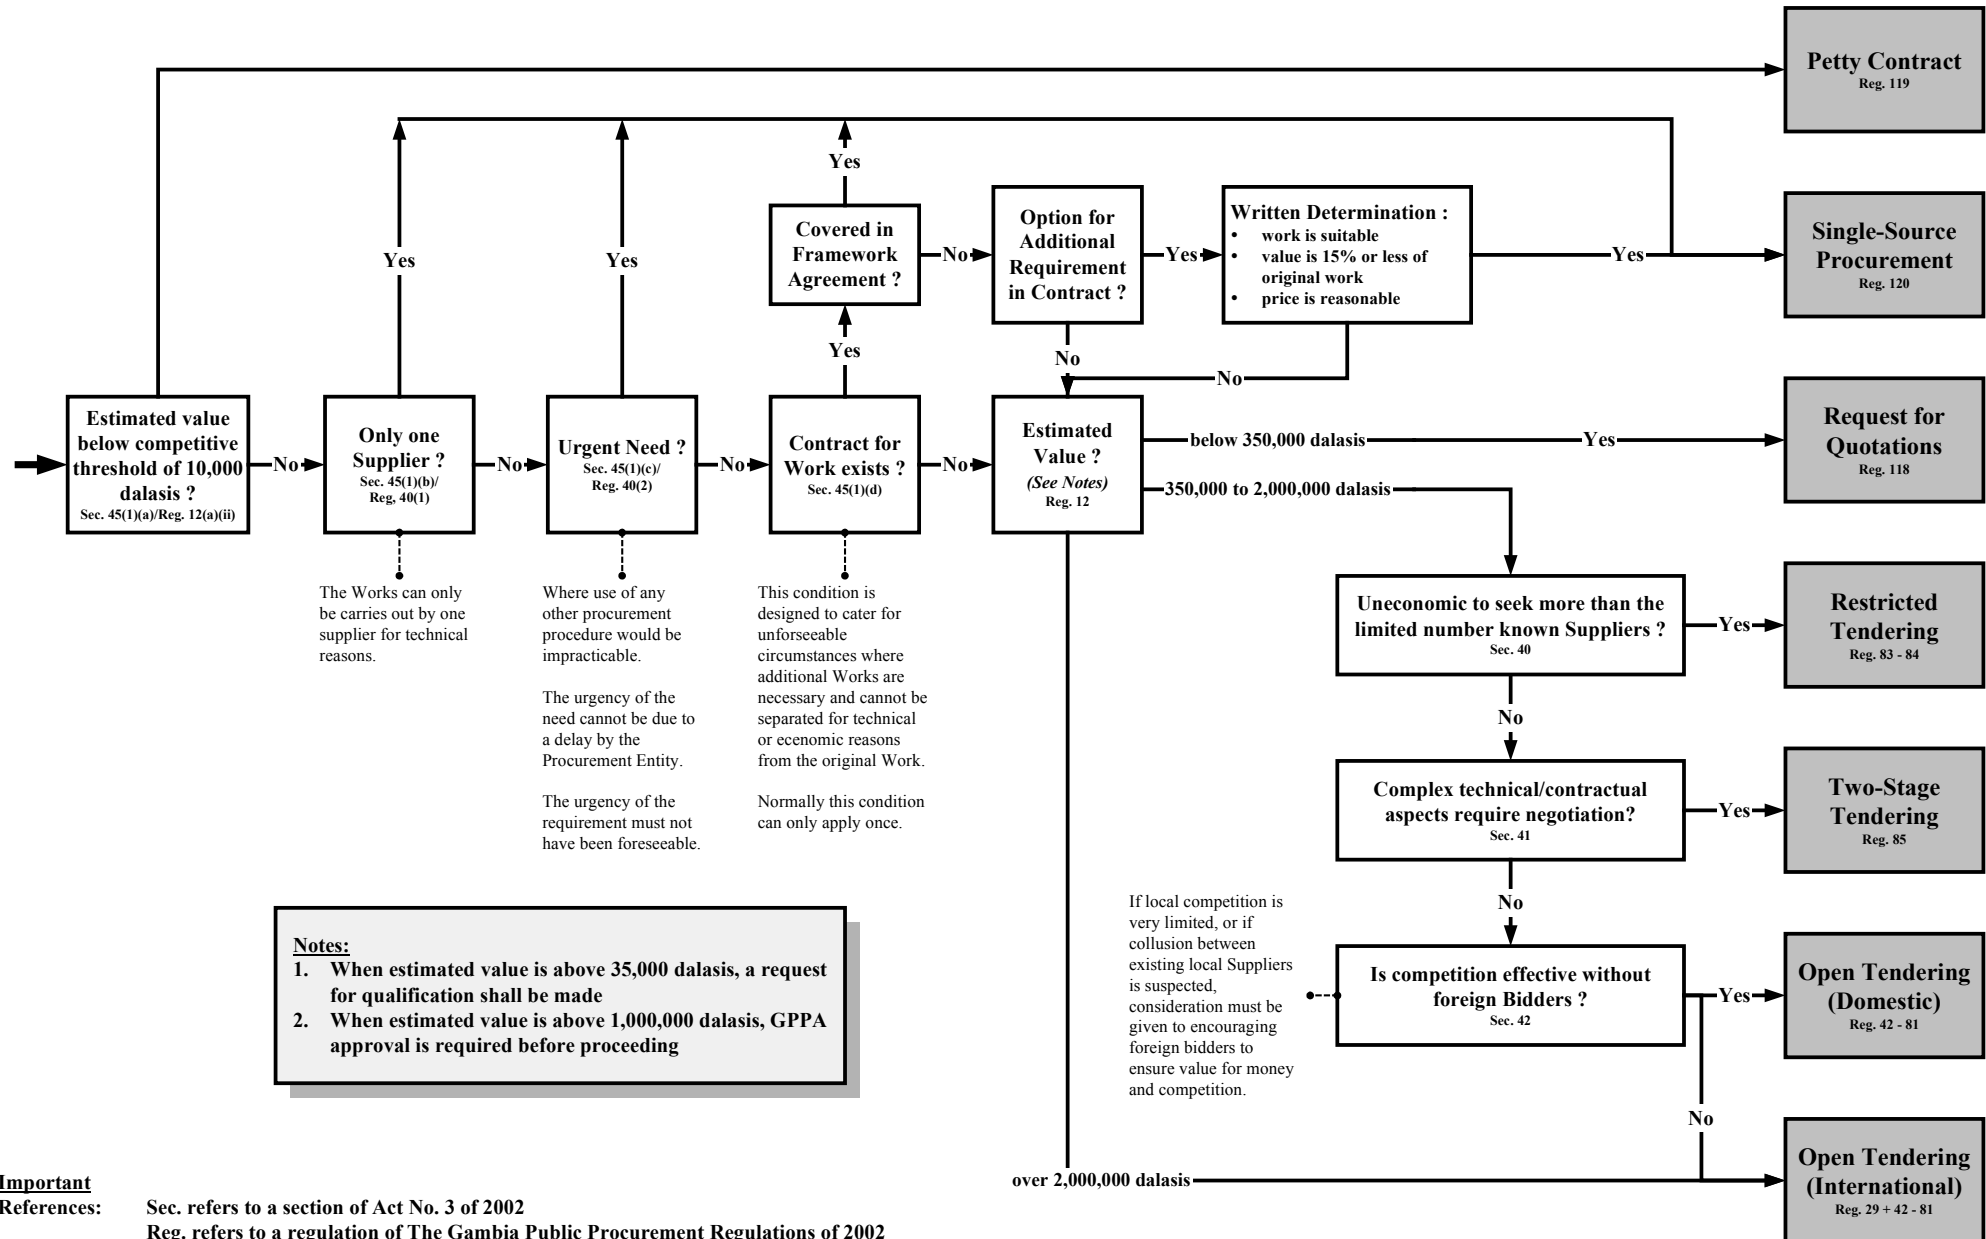 Petty Contract
Reg. 119
Yes
Covered in
Framework
Agreement ?
No
Option for
Additional
Requirement
in Contract ?
Yes
Written Determination :
• work is suitable
• value is 15% or less of
original work
• price is reasonable
Yes
Single-Source
Procurement
Reg. 120
Yes
Yes
Yes
No
No
Estimated value
below competitive
threshold of 10,000
dalasis ?
Sec. 45(1)(a)/Reg. 12(a)(ii)
No
Only one
Supplier ?
Sec. 45(1)(b)/
Reg, 40(1)
No
Urgent Need ?
Sec. 45(1)(c)/
Reg. 40(2)
No
Contract for
Work exists ?
Sec. 45(1)(d)
No
Estimated
Value ?
(See Notes)
Reg. 12
below 350,000 dalasis
Yes
Request for
Quotations
Reg. 118
350,000 to 2,000,000 dalasis
The Works can only
be carries out by one
supplier for technical
reasons.
Where use of any
other procurement
procedure would be
impracticable.
The urgency of the
need cannot be due to
a delay by the
Procurement Entity.
The urgency of the
requirement must not
have been foreseeable.
This condition is
designed to cater for
unforseeable
circumstances where
additional Works are
necessary and cannot be
separated for technical
or ecenomic reasons
from the original Work.
Normally this condition
can only apply once.
Uneconomic to seek more than the
limited number known Suppliers ?
Sec. 40
Yes
Restricted
Tendering
Reg. 83 - 84
No
Complex technical/contractual
aspects require negotiation?
Sec. 41
Yes
Two-Stage
Tendering
Reg. 85
No
If local competition is
very limited, or if
collusion between
existing local Suppliers
is suspected,
consideration must be
given to encouraging
foreign bidders to
ensure value for money
and competition.
Is competition effective without
foreign Bidders ?
Sec. 42
Yes
Open Tendering
(Domestic)
Reg. 42 - 81
No
over 2,000,000 dalasis
Open Tendering
(International)
Reg. 29 + 42 - 81
Notes:
1. When estimated value is above 35,000 dalasis, a request
for qualification shall be made
2. When estimated value is above 1,000,000 dalasis, GPPA
approval is required before proceeding
Important
References: Sec. refers to a section of Act No. 3 of 2002
Reg. refers to a regulation of The Gambia Public Procurement Regulations of 2002